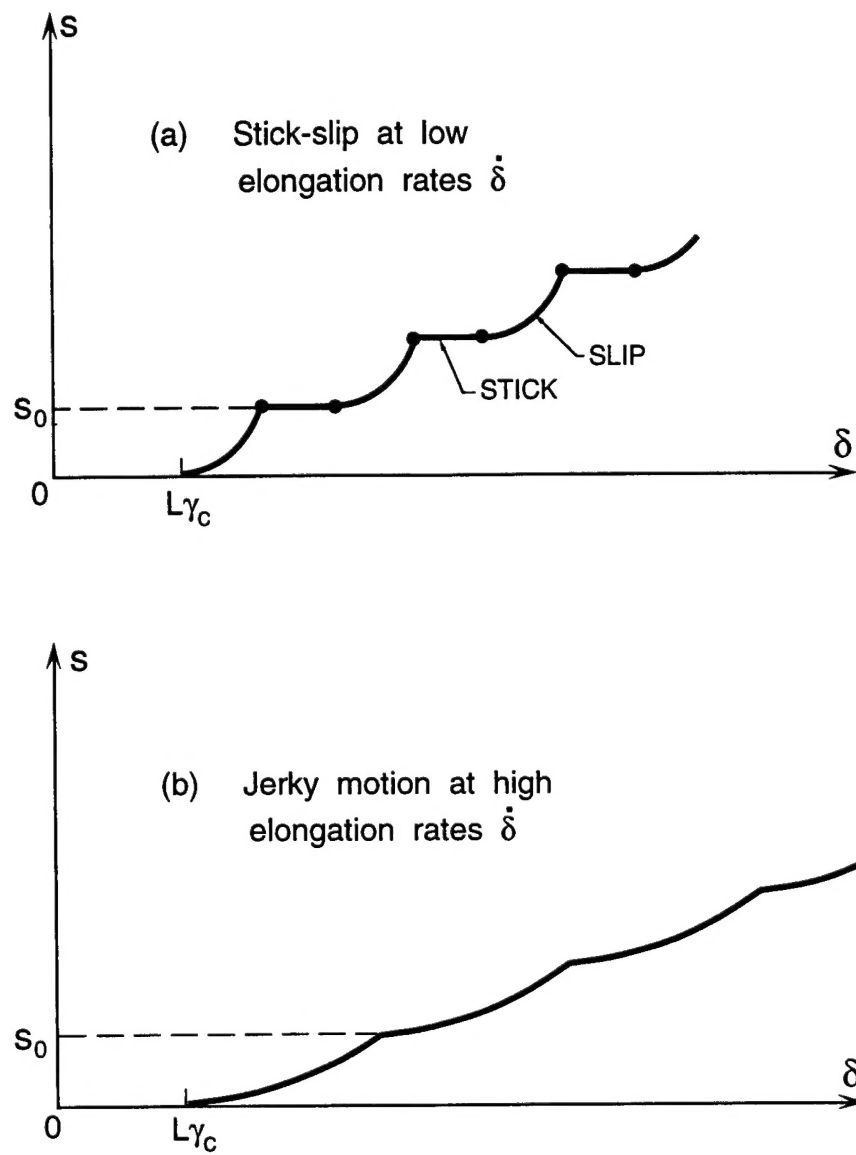 S
(a) Stick-slip at low
elongation rates δ̇
SLIP
STICK
S₀
δ
0
Lγc
S
(b) Jerky motion at high
elongation rates δ̇
S₀
δ
0
Lγc